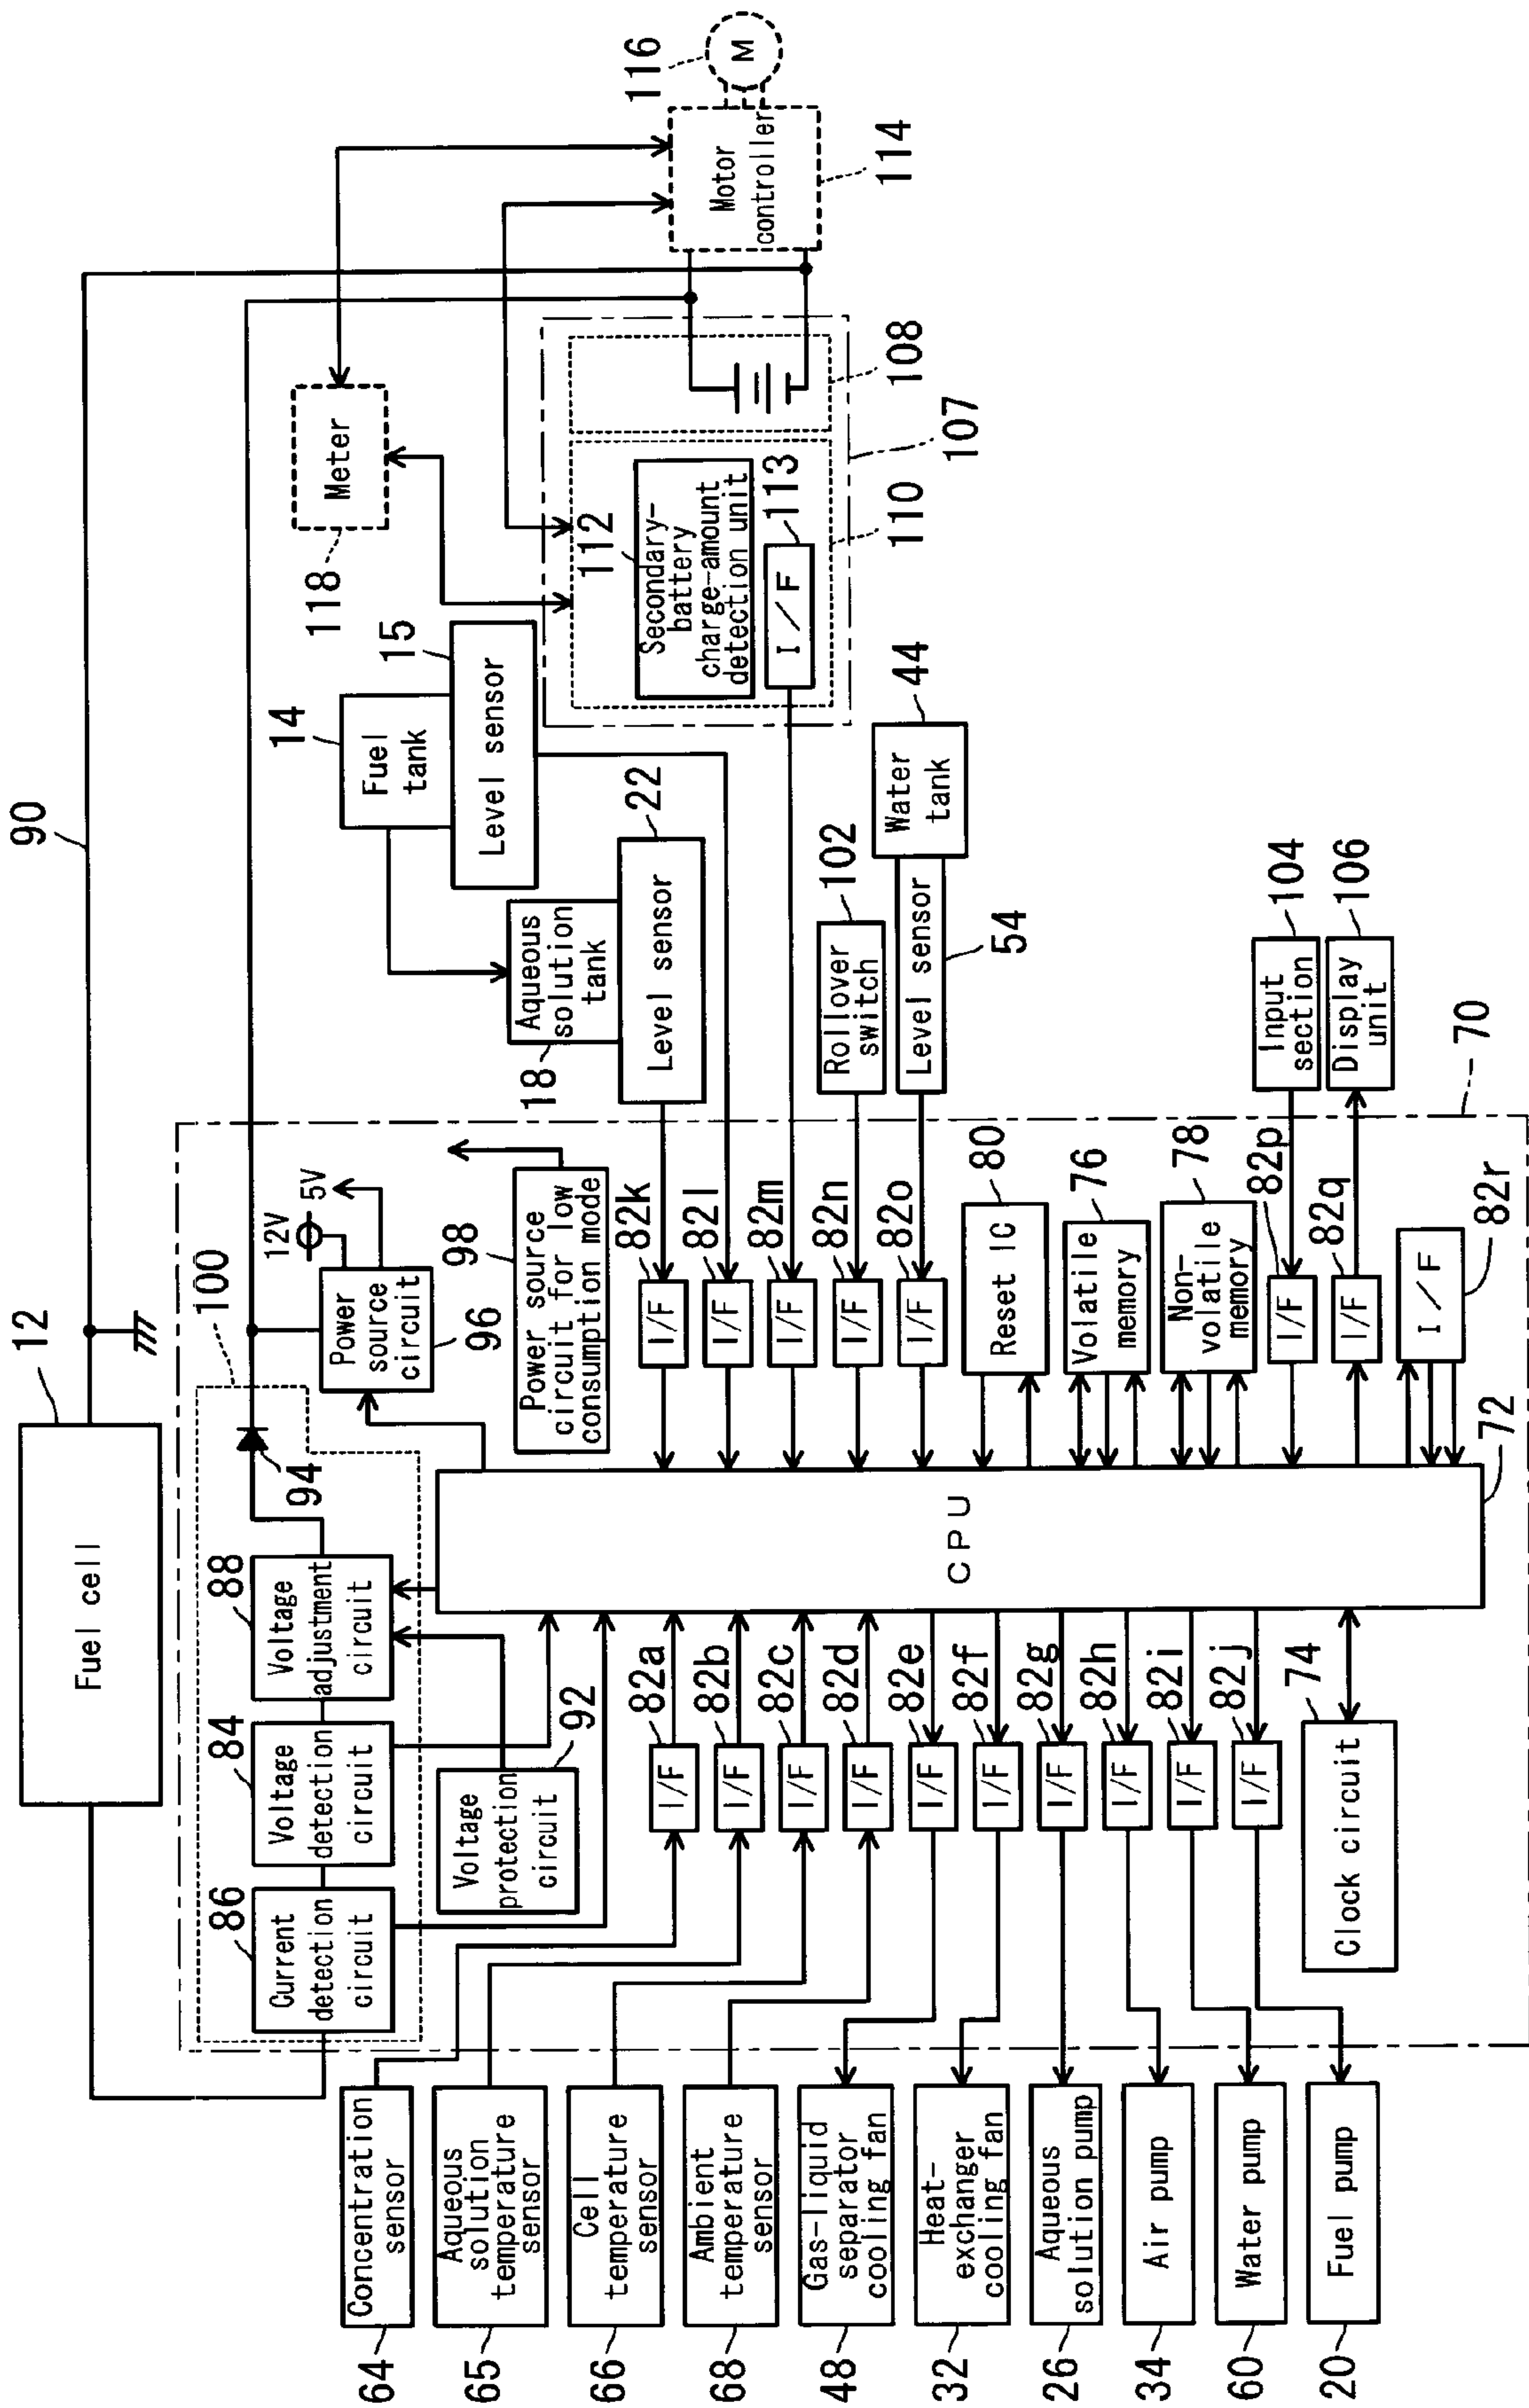 12
Fuel cell
90
100
86
84
88
94
Current
detection
circuit
Voltage
detection
circuit
Voltage
adjustment
circuit
12V
5V
Power
source
circuit
96
98
Power source
circuit for low
consumption mode
Voltage
protection
circuit
92
64
Concentration
sensor
65
Aqueous
solution
temperature
sensor
66
Cell
temperature
sensor
68
Ambient
temperature
sensor
48
Gas-liquid
separator
cooling fan
32
Heat-
exchanger
cooling fan
26
Aqueous
solution pump
34
Air pump
60
Water pump
20
Fuel pump
82a
I/F
82b
I/F
82c
I/F
82d
I/F
82e
I/F
82f
I/F
82g
I/F
82h
I/F
82i
I/F
82j
I/F
74
Clock circuit
CPU
72
82k
I/F
82l
I/F
82m
I/F
82n
I/F
82o
I/F
80
Reset IC
76
Volatile
memory
78
Non-
volatile
memory
82p
I/F
82q
I/F
82r
I/F
70
14
Fuel
tank
15
Level sensor
18
Aqueous
solution
tank
22
Level sensor
102
Rollover
switch
44
Water
tank
Level sensor
54
104
Input
section
106
Display
unit
118
Meter
112
Secondary-
battery
charge-amount
detection unit
113
I/F
110
107
108
116
M
Motor
controller
114